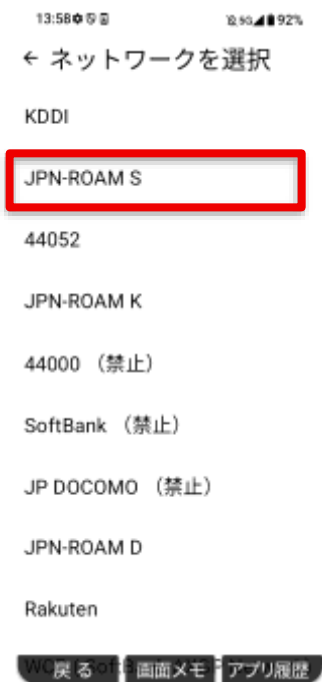 13:58 5G 92%
← ネットワークを選択
KDDI
JPN-ROAM S
44052
JPN-ROAM K
44000 （禁止）
SoftBank （禁止）
JP DOCOMO （禁止）
JPN-ROAM D
Rakuten
戻る 画面メモ アプリ履歴